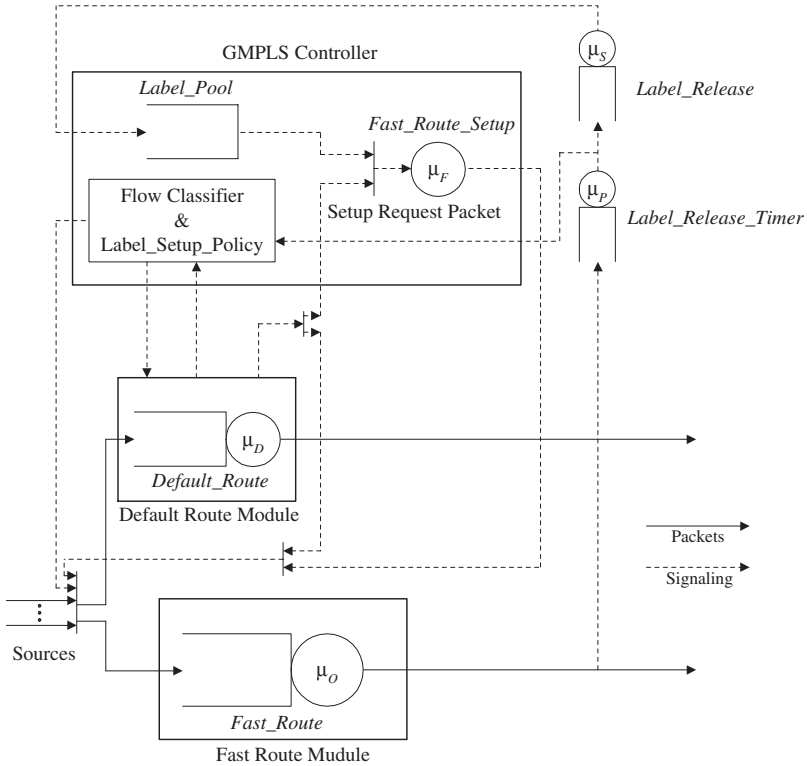 GMPLS Controller
μS
Label_Release
Label_Pool
Fast_Route_Setup
μF
Setup Request Packet
Flow Classifier
&
Label_Setup_Policy
μP
Label_Release_Timer
μD
Default_Route
Default Route Module
Packets
Signaling
Sources
μO
Fast_Route
Fast Route Mudule